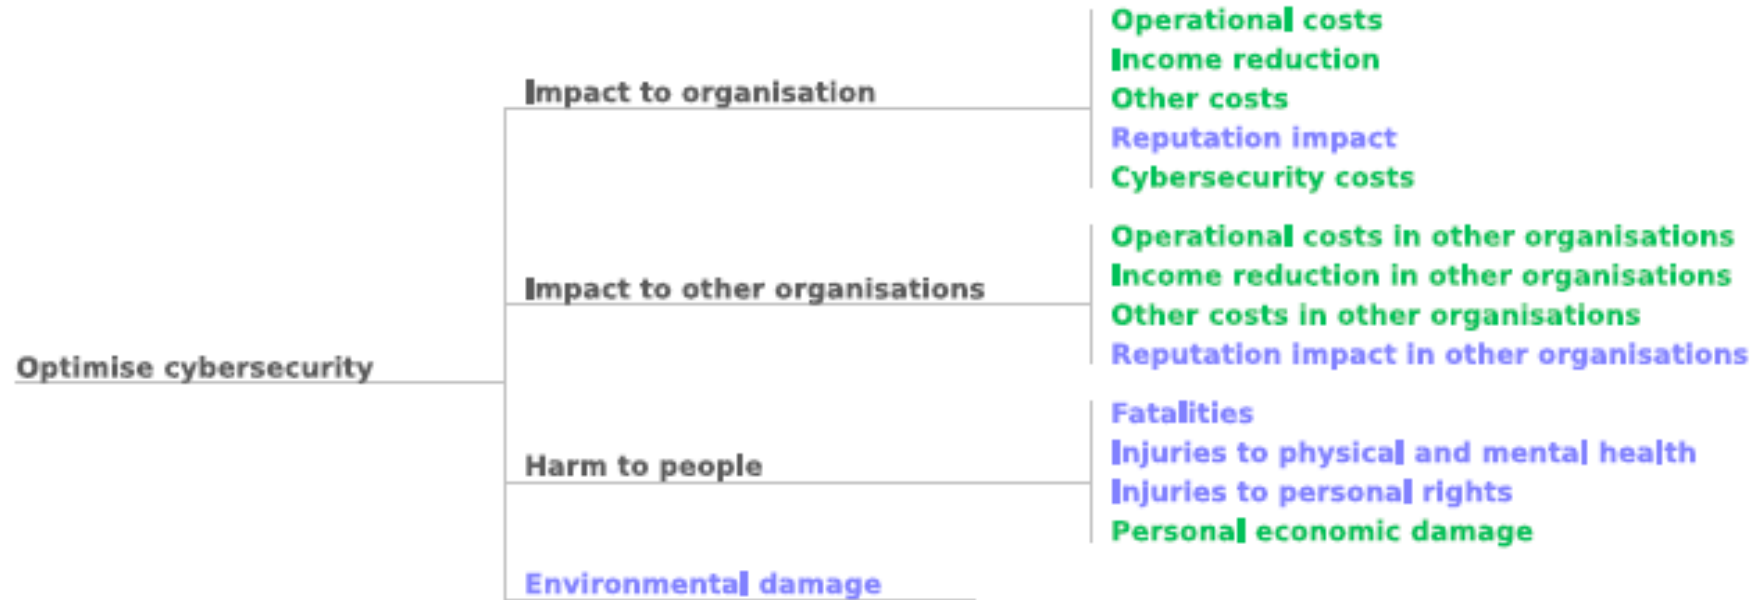 Optimise cybersecurity
Impact to organisation
Operational costs
Income reduction
Other costs
Reputation impact
Cybersecurity costs
Impact to other organisations
Operational costs in other organisations
Income reduction in other organisations
Other costs in other organisations
Reputation impact in other organisations
Harm to people
Fatalities
Injuries to physical and mental health
Injuries to personal rights
Personal economic damage
Environmental damage